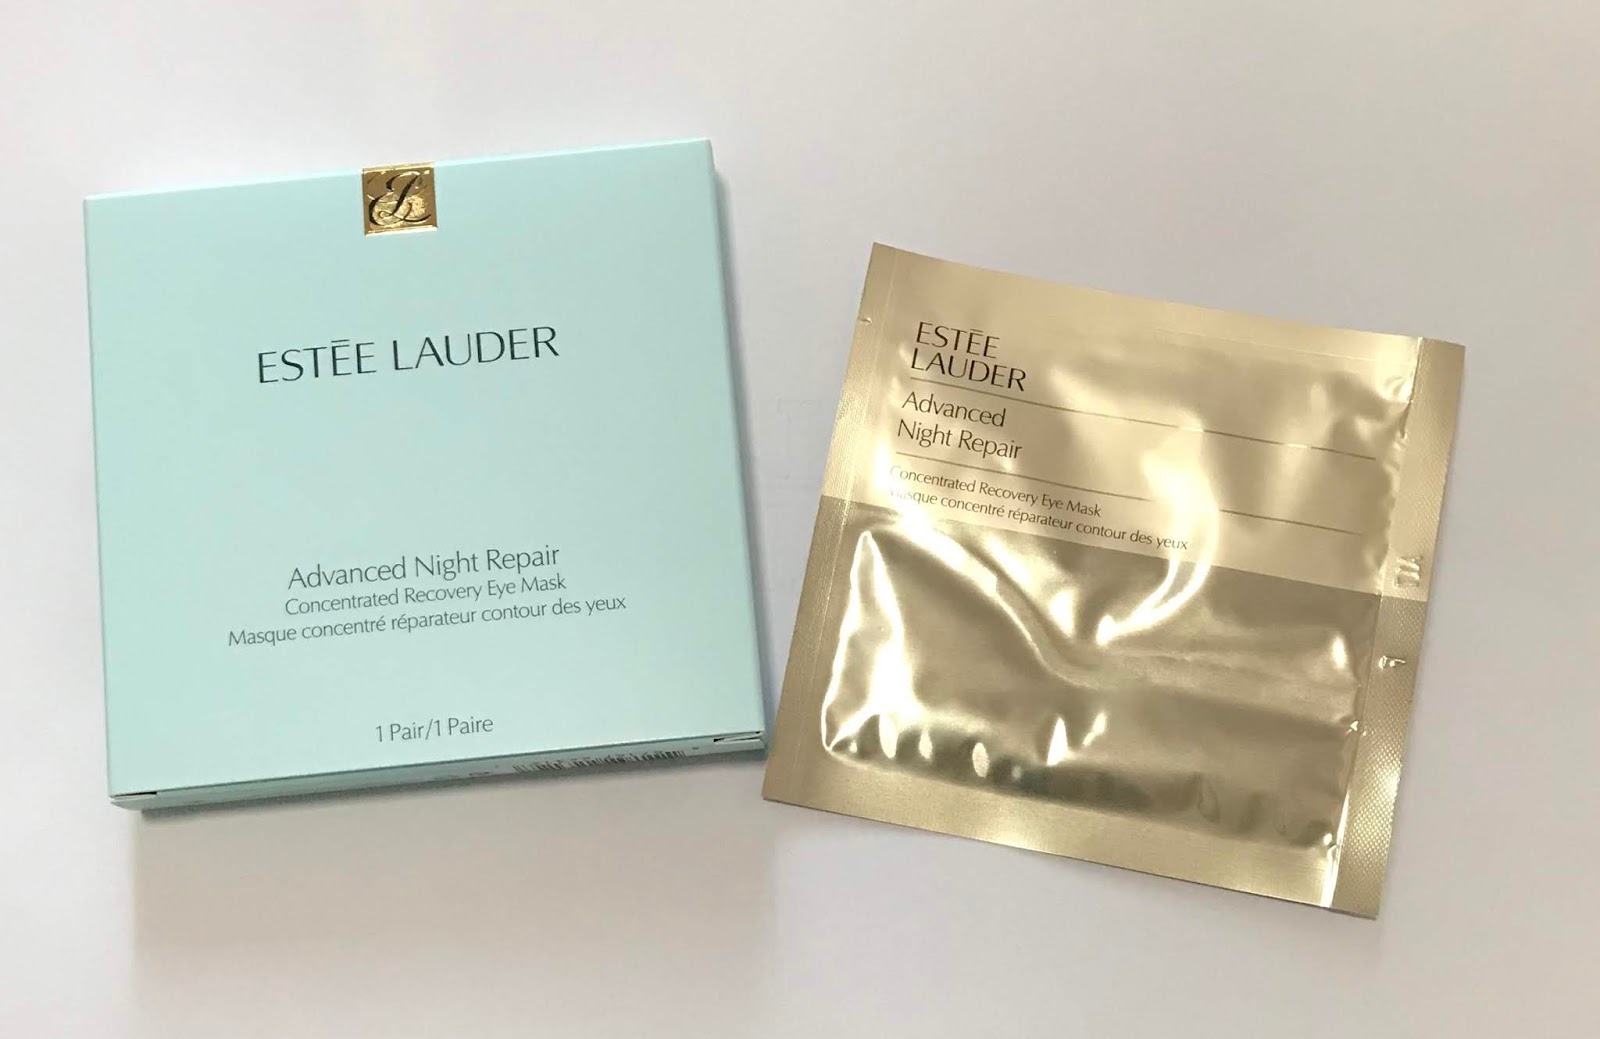 ESTĒE LAUDER
Advanced Night Repair
Concentrated Recovery Eye Mask
Masque concentré réparateur contour des yeux
1 Pair/1 Paire
ESTĒE
LAUDER
Advanced
Night Repair
Concentrated Recovery Eye Mask
Masque concentré réparateur contour des yeux